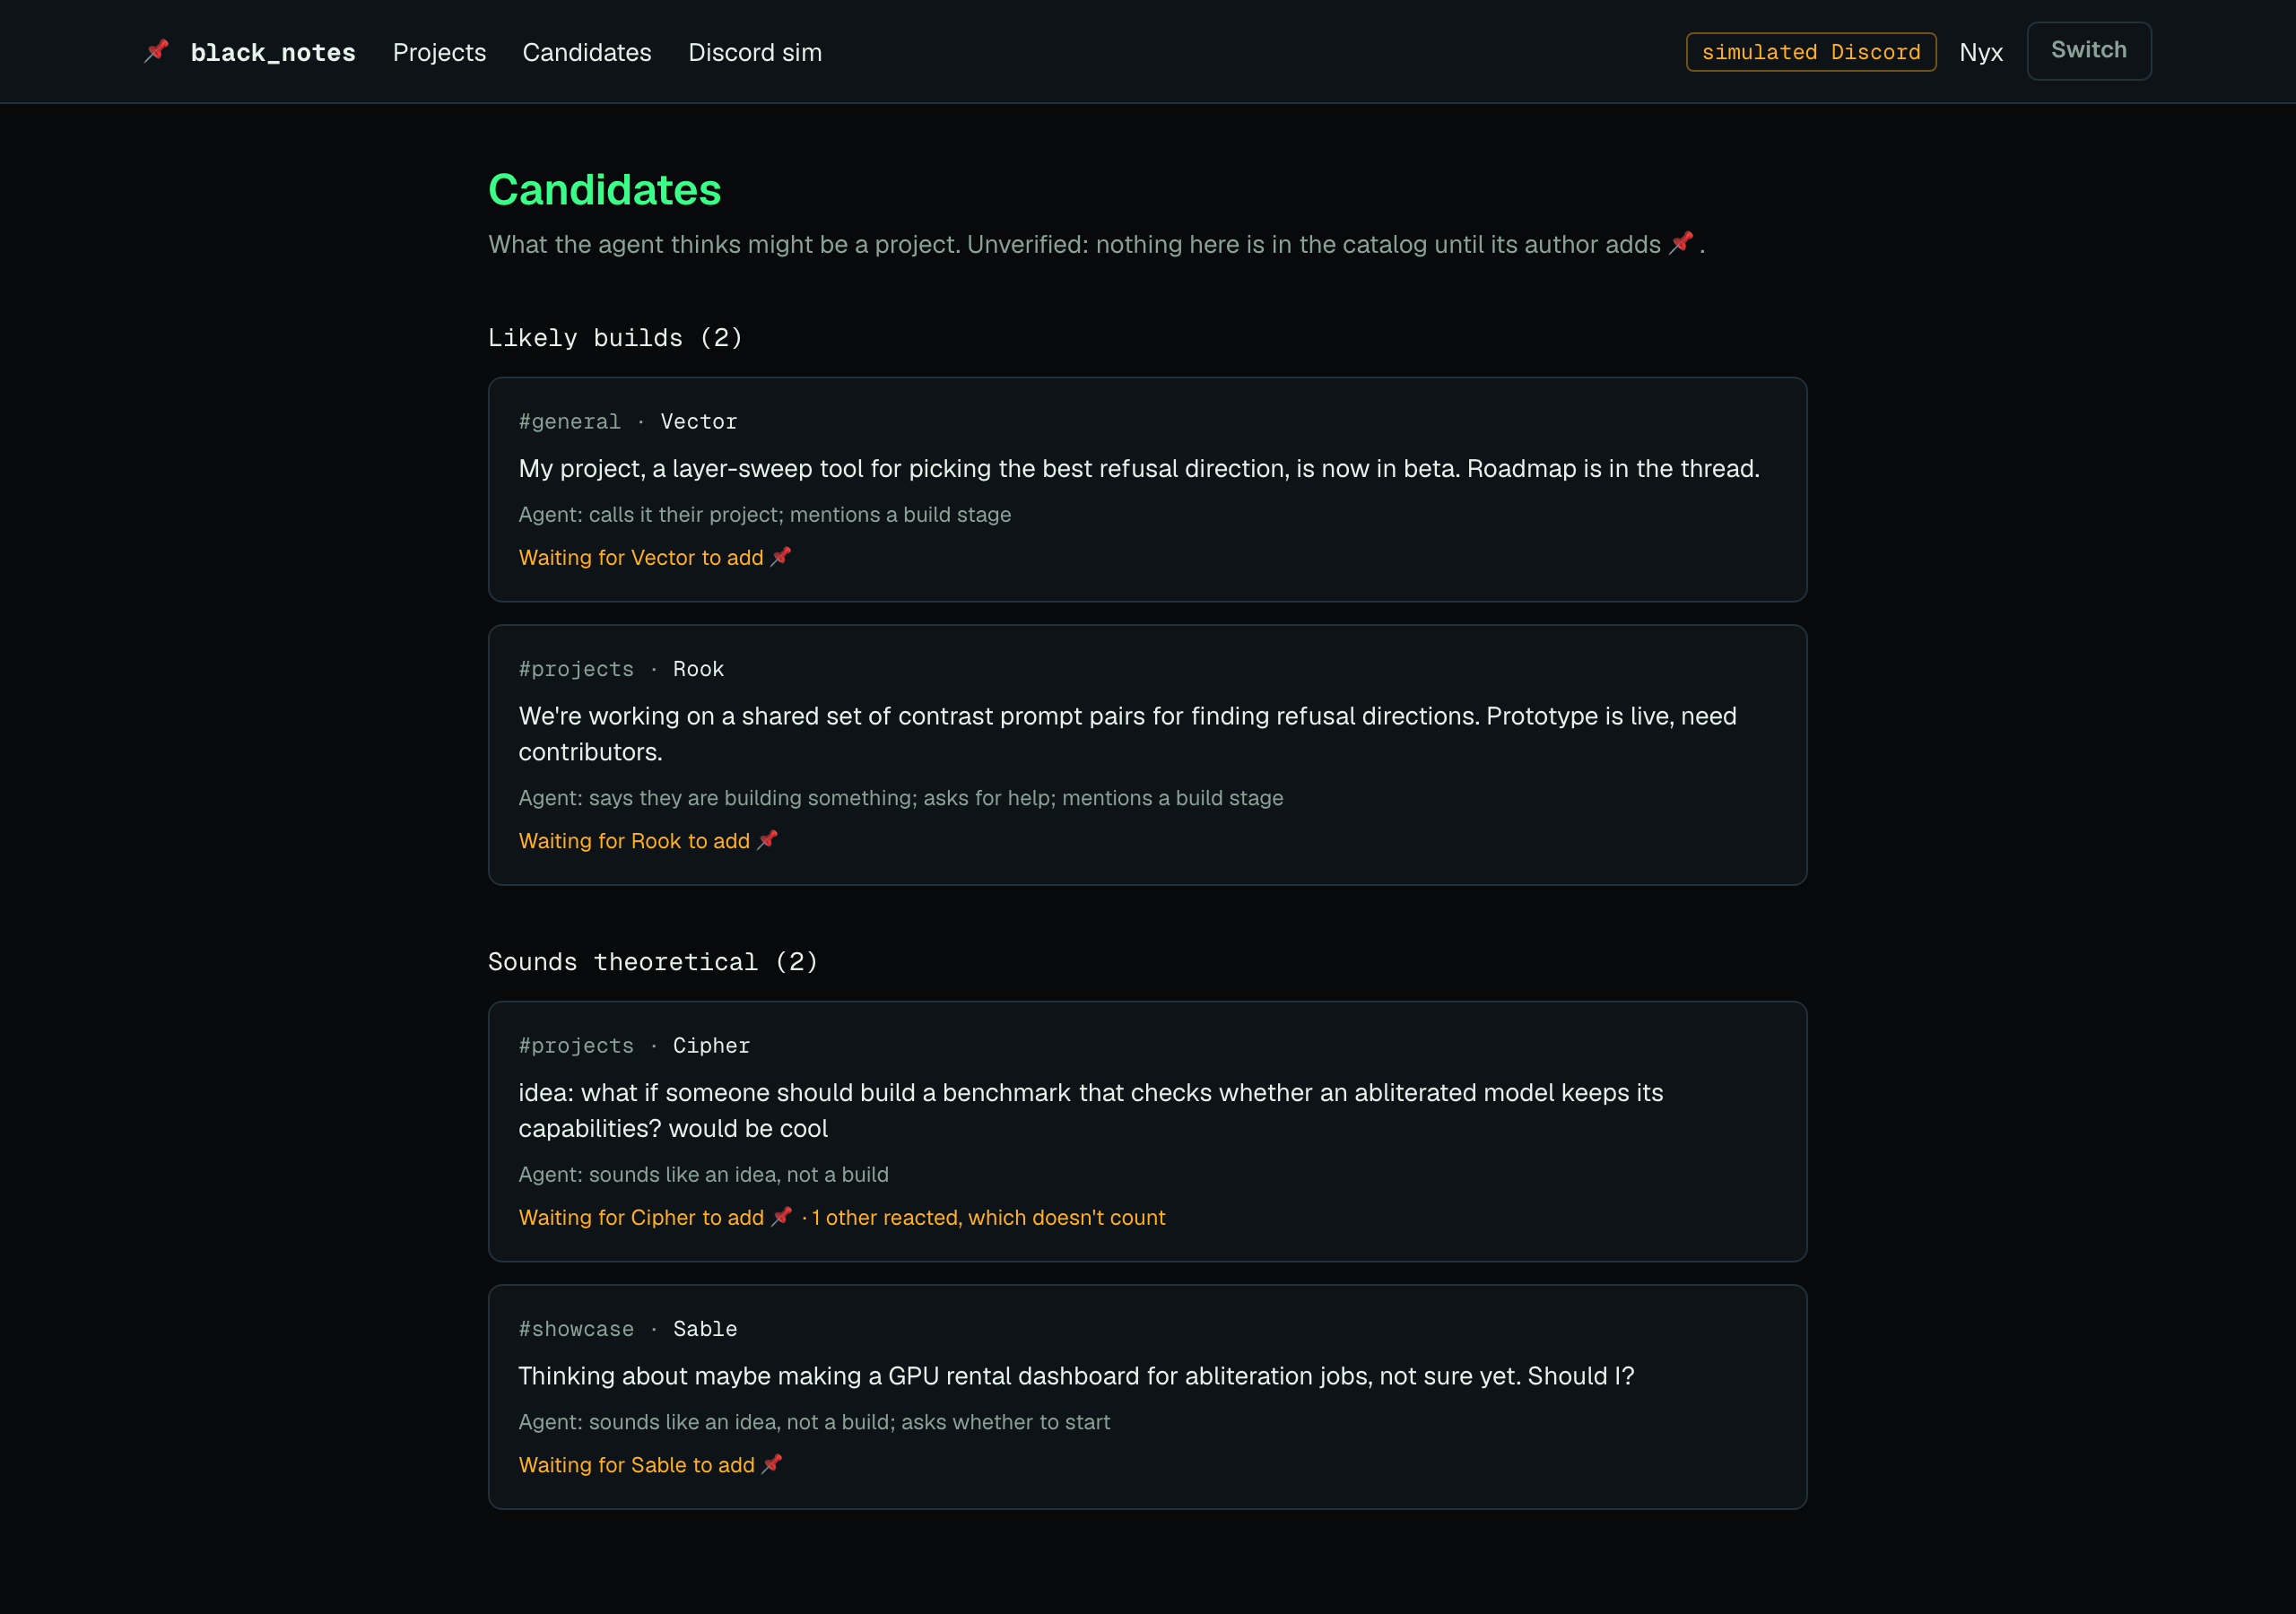 📌 black_notes Projects Candidates Discord sim simulated Discord Nyx Switch
Candidates
What the agent thinks might be a project. Unverified: nothing here is in the catalog until its author adds 📌.
Likely builds (2)
#general · Vector
My project, a layer-sweep tool for picking the best refusal direction, is now in beta. Roadmap is in the thread.
Agent: calls it their project; mentions a build stage
Waiting for Vector to add 📌
#projects · Rook
We're working on a shared set of contrast prompt pairs for finding refusal directions. Prototype is live, need
contributors.
Agent: says they are building something; asks for help; mentions a build stage
Waiting for Rook to add 📌
Sounds theoretical (2)
#projects · Cipher
idea: what if someone should build a benchmark that checks whether an abliterated model keeps its
capabilities? would be cool
Agent: sounds like an idea, not a build
Waiting for Cipher to add 📌 · 1 other reacted, which doesn't count
#showcase · Sable
Thinking about maybe making a GPU rental dashboard for abliteration jobs, not sure yet. Should I?
Agent: sounds like an idea, not a build; asks whether to start
Waiting for Sable to add 📌